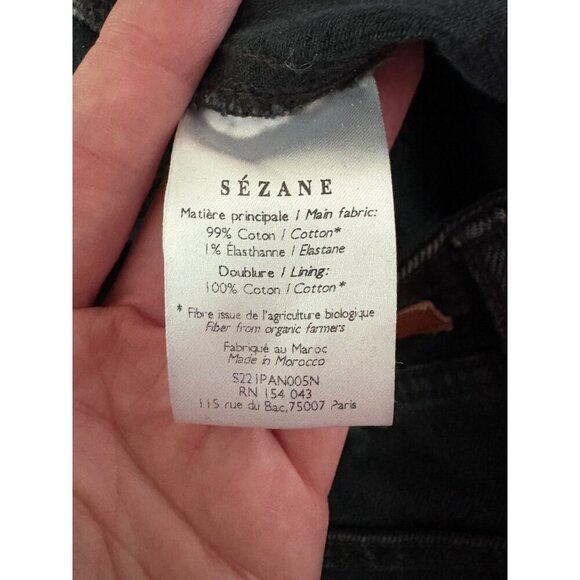 SÉZANE
Matière principale / Main fabric:
99% Coton / Cotton*
1% Élasthanne / Elastane
Doublure / Lining:
100% Coton / Cotton*
* Fibre issue de l'agriculture biologique
Fiber from organic farmers
Fabriqué au Maroc
Made in Morocco
S221PAN005N
RN 154 043
115 rue du Bac,75007 Paris